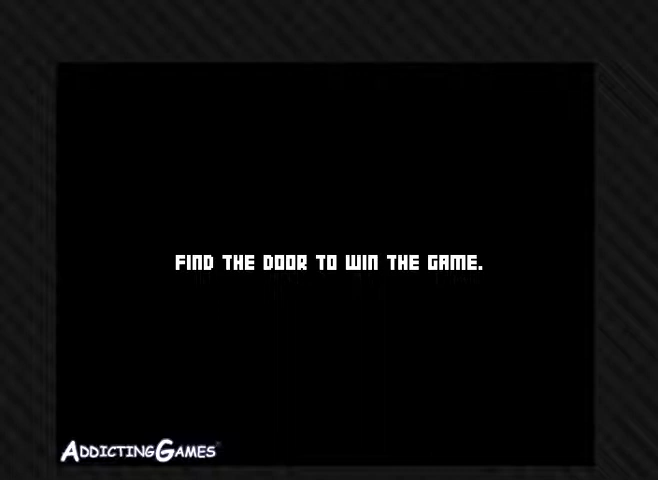 FIND THE DOOR TO WIN THE GAME.
ADDICTINGGAMES